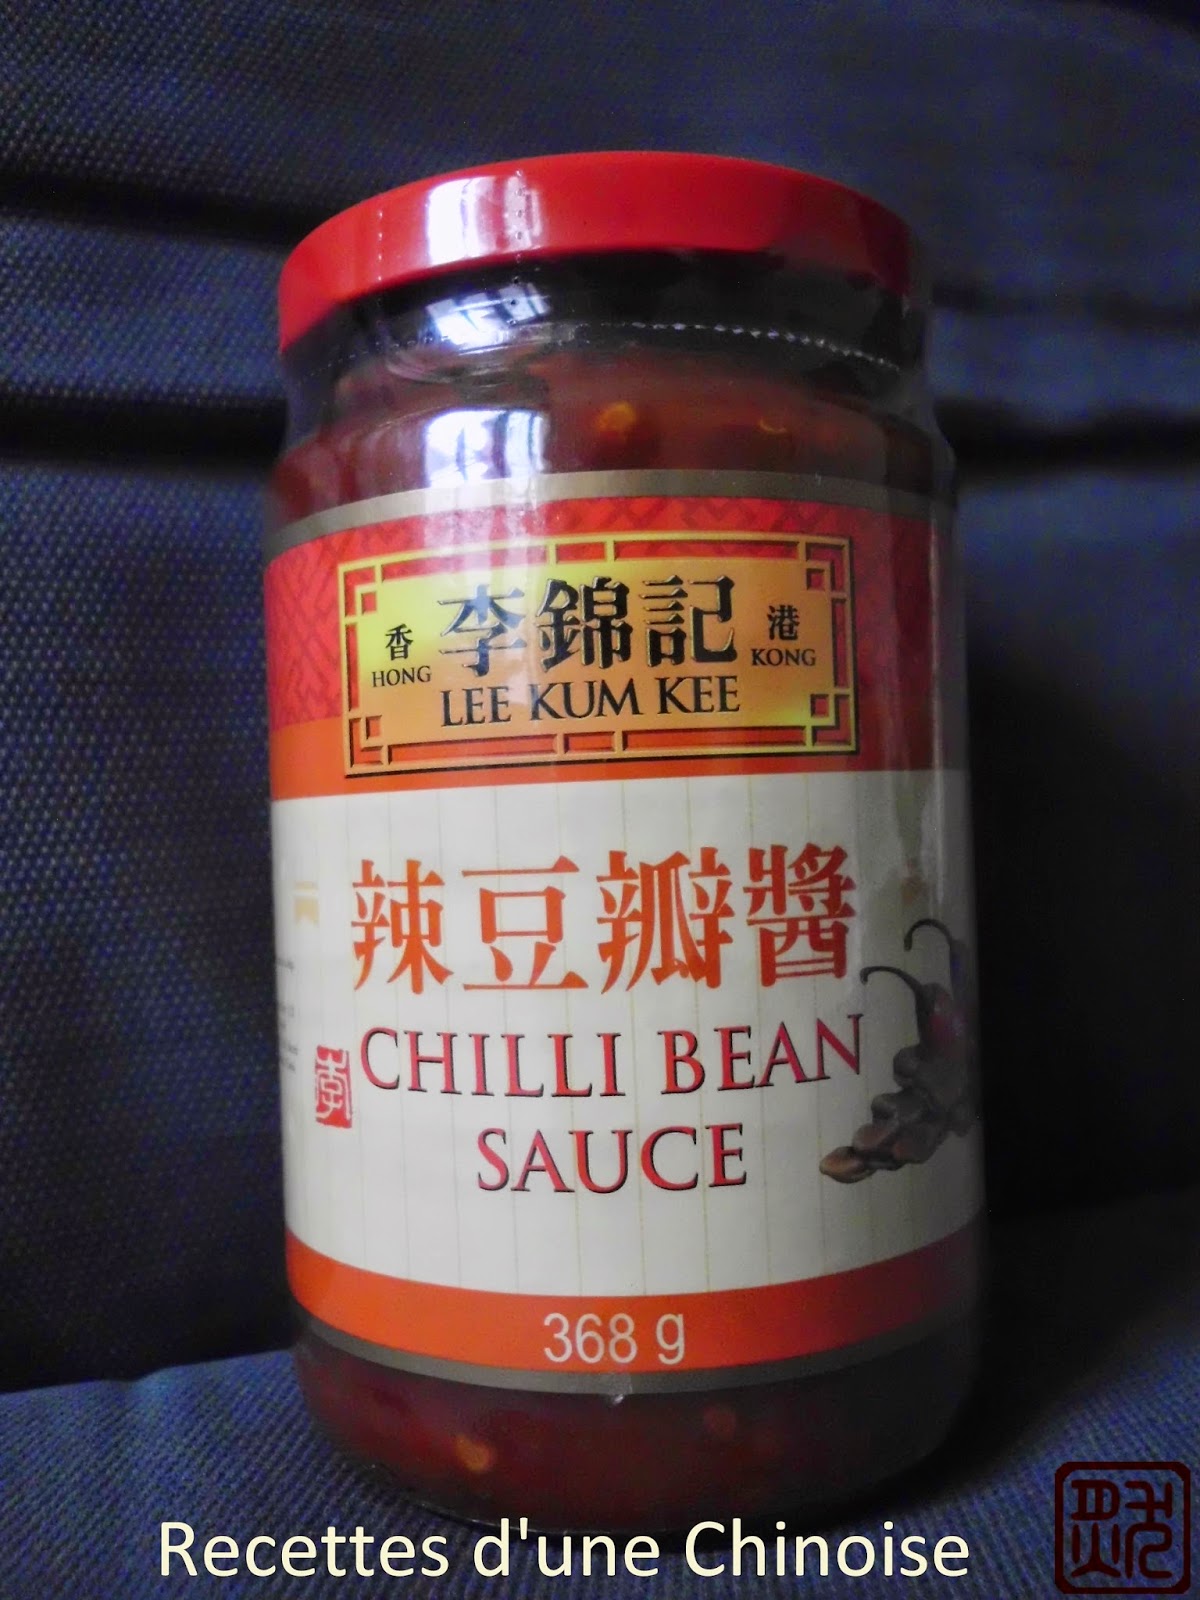 香 李錦記 港
HONG LEE KUM KEE KONG
辣豆瓣醬
李
CHILLI BEAN
SAUCE
368 g
Recettes d'une Chinoise